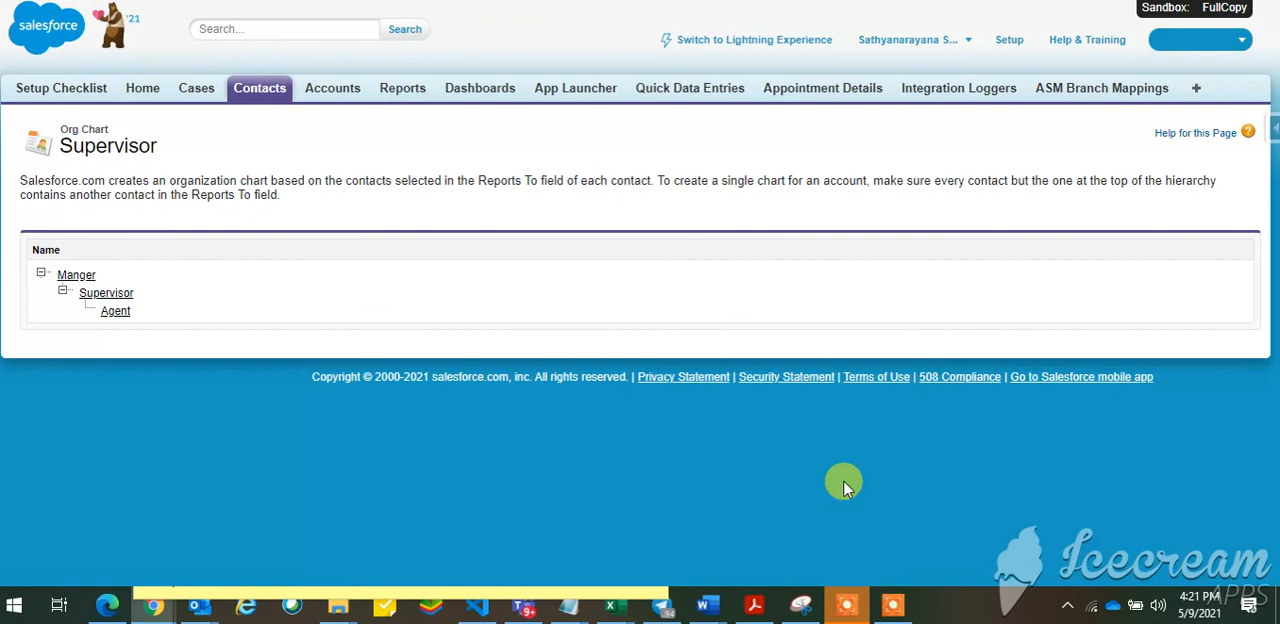 Sandbox: FullCopy
salesforce
'21
Search...
Search
Switch to Lightning Experience
Sathyanarayana S...
Setup
Help & Training
Setup Checklist
Home
Cases
Contacts
Accounts
Reports
Dashboards
App Launcher
Quick Data Entries
Appointment Details
Integration Loggers
ASM Branch Mappings
+
Org Chart
Supervisor
Help for this Page ?
Salesforce.com creates an organization chart based on the contacts selected in the Reports To field of each contact. To create a single chart for an account, make sure every contact but the one at the top of the hierarchy
contains another contact in the Reports To field.
Name
Manger
Supervisor
Agent
Copyright © 2000-2021 salesforce.com, inc. All rights reserved. | Privacy Statement | Security Statement | Terms of Use | 508 Compliance | Go to Salesforce mobile app
Icecream
APPS
4:21 PM
5/9/2021